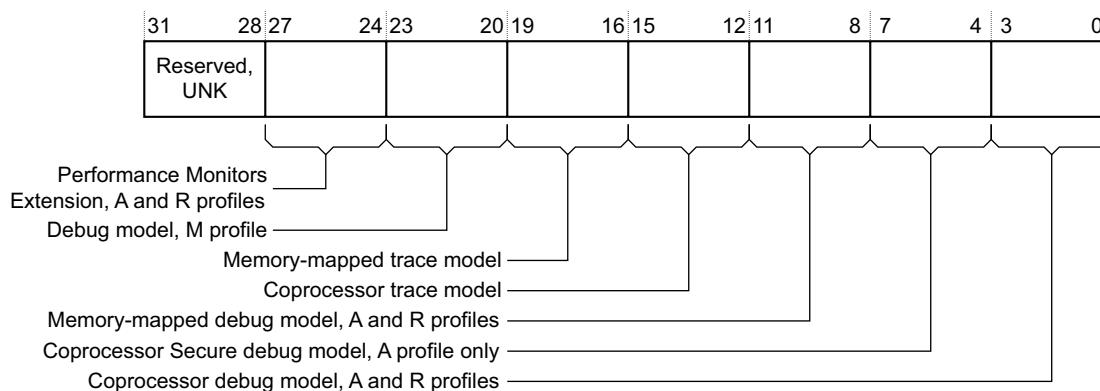 31 28 27 24 23 20 19 16 15 12 11 8 7 4 3 0
Reserved,
UNK
Performance Monitors
Extension, A and R profiles
Debug model, M profile
Memory-mapped trace model
Coprocessor trace model
Memory-mapped debug model, A and R profiles
Coprocessor Secure debug model, A profile only
Coprocessor debug model, A and R profiles